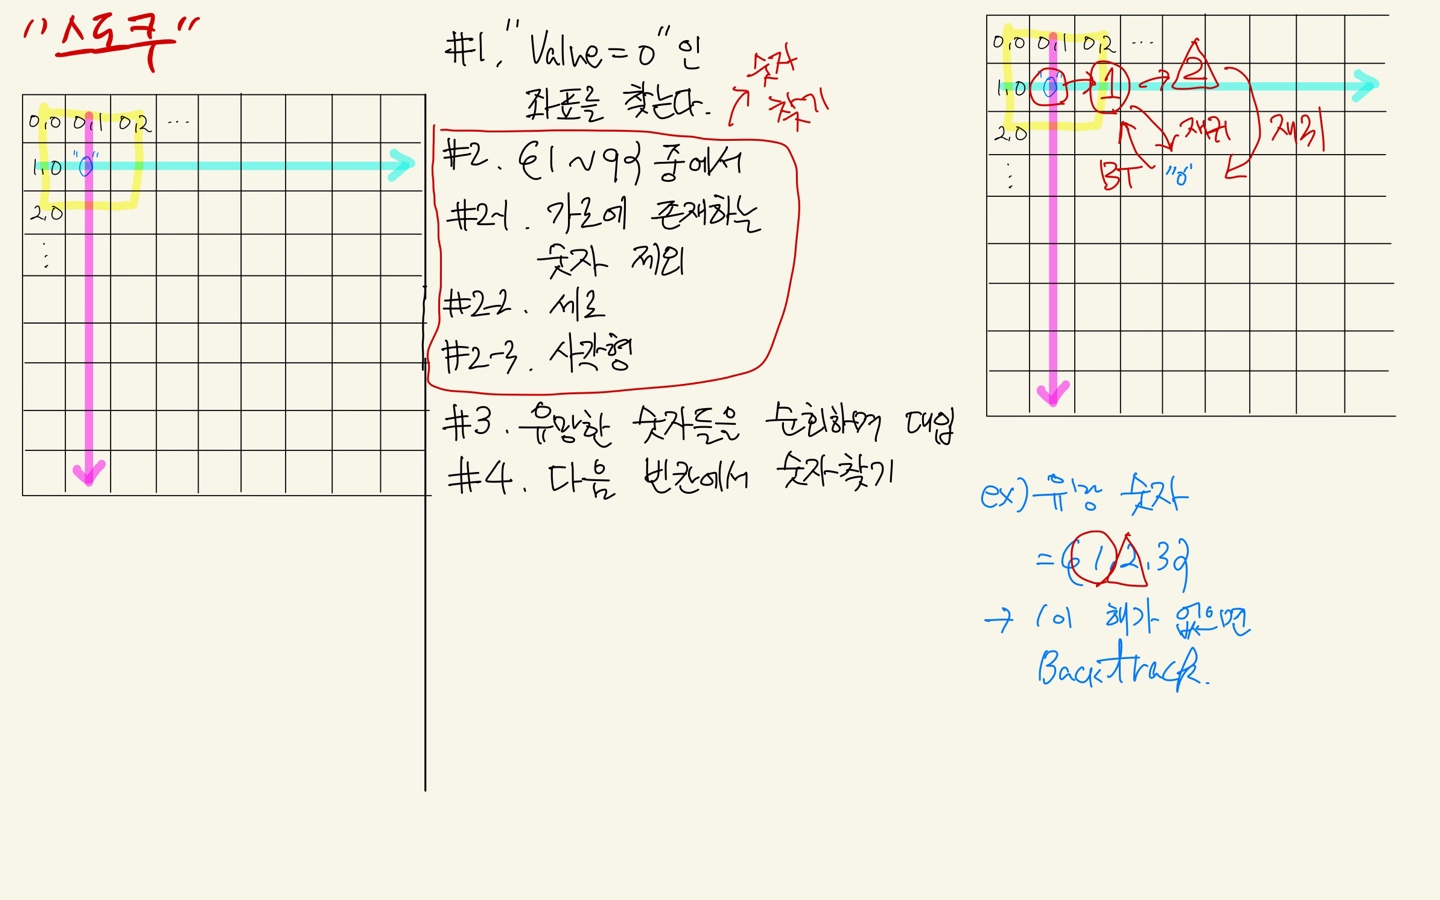 "스도쿠"
0,0 0,1 0,2 ...
1,0 "0"
2,0
⋮
#1. "Value = 0" 인
좌표를 찾는다.
숫자
찾기
#2. {1 ~ 9} 중에서
#2-1. 가로에 존재하는
숫자 제외
#2-2. 세로
#2-3. 사각형
#3. 유망한 숫자들을 순회하며 대입
#4. 다음 빈칸에서 숫자찾기
0,0 0,1 0,2 ...
1,0 "0" → 1 → 2
2,0
재귀 재귀
BT "0"
⋮
ex) 유망 숫자
= {1,2,3}
→ 1이 해가 없으면
Backtrack.